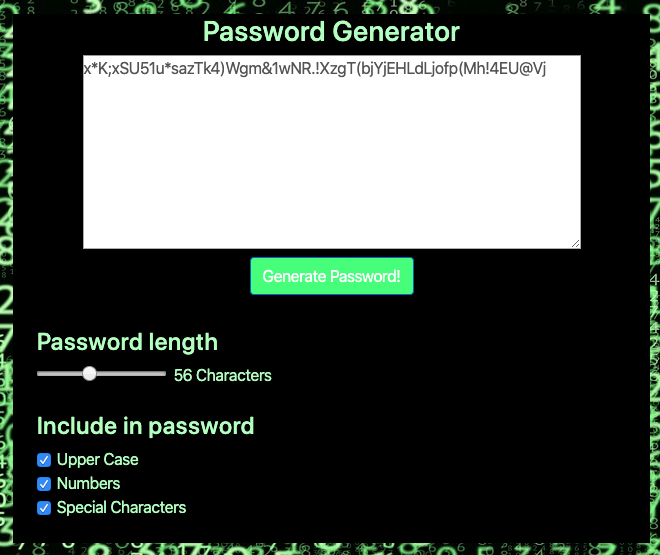 Password Generator
x*K;xSU51u*sazTk4)Wgm&1wNR.!XzgT(bjYjEHLdLjofp(Mh!4EU@Vj
Generate Password!
Password length
56 Characters
Include in password
Upper Case
Numbers
Special Characters